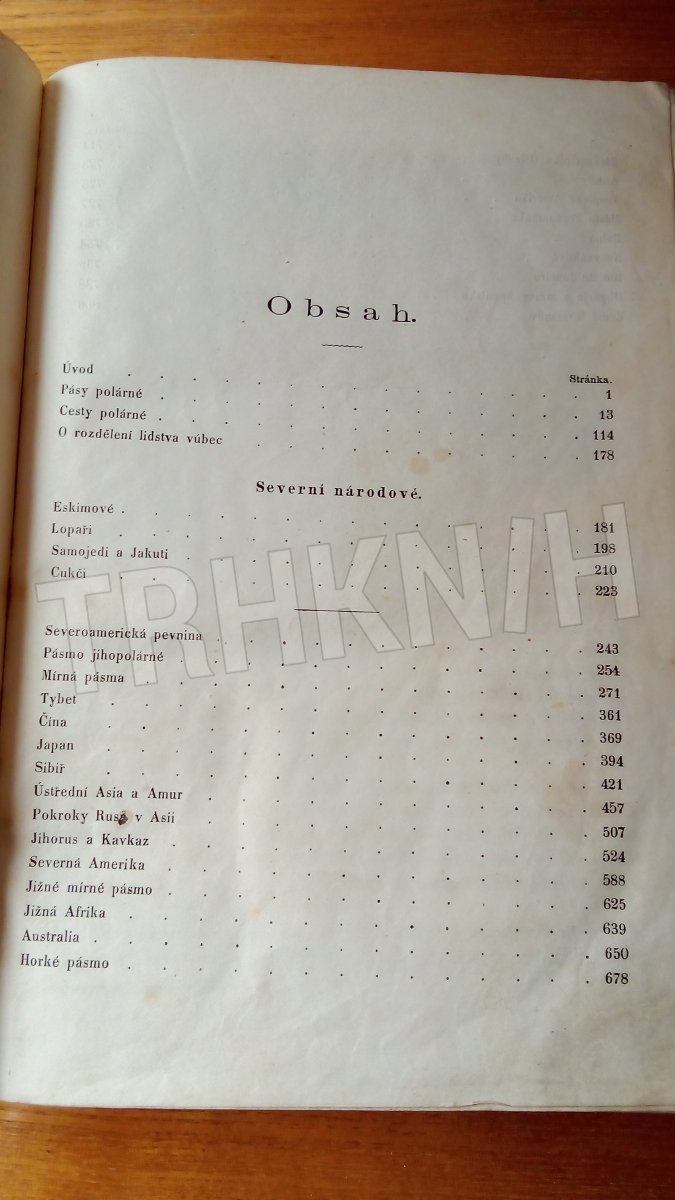 Obsah.
Stránka.
Úvod . . . . . . . . . . . . . . 1
Pásy polárné . . . . . . . . . . . . . 13
Cesty polárné . . . . . . . . . . . . . 114
O rozdělení lidstva vúbec . . . . . . . . . . 178
Severní národové.
Eskimové . . . . . . . . . . . . . . 181
Lopaři . . . . . . . . . . . . . . 198
Samojedi a Jakuti . . . . . . . . . . . . 210
Čukči . . . . . . . . . . . . . . 223
Severoamerická pevnina . . . . . . . . . . . 243
Pásmo jihopolárné . . . . . . . . . . . . 254
Mírná pásma . . . . . . . . . . . . . 271
Tybet . . . . . . . . . . . . . . 361
Čína . . . . . . . . . . . . . . 369
Japan . . . . . . . . . . . . . . 394
Sibiř . . . . . . . . . . . . . . 421
Ústřední Asia a Amur . . . . . . . . . . . 457
Pokroky v Asii . . . . . . . . . . . . 507
Jihorus a Kavkaz . . . . . . . . . . . . 524
Severná Amerika . . . . . . . . . . . . . 588
Jižné mírné pásmo . . . . . . . . . . . . 625
Jižná Afrika . . . . . . . . . . . . . 639
Australia . . . . . . . . . . . . . . 650
Horké pásmo . . . . . . . . . . . . . 678
TRHKNIH